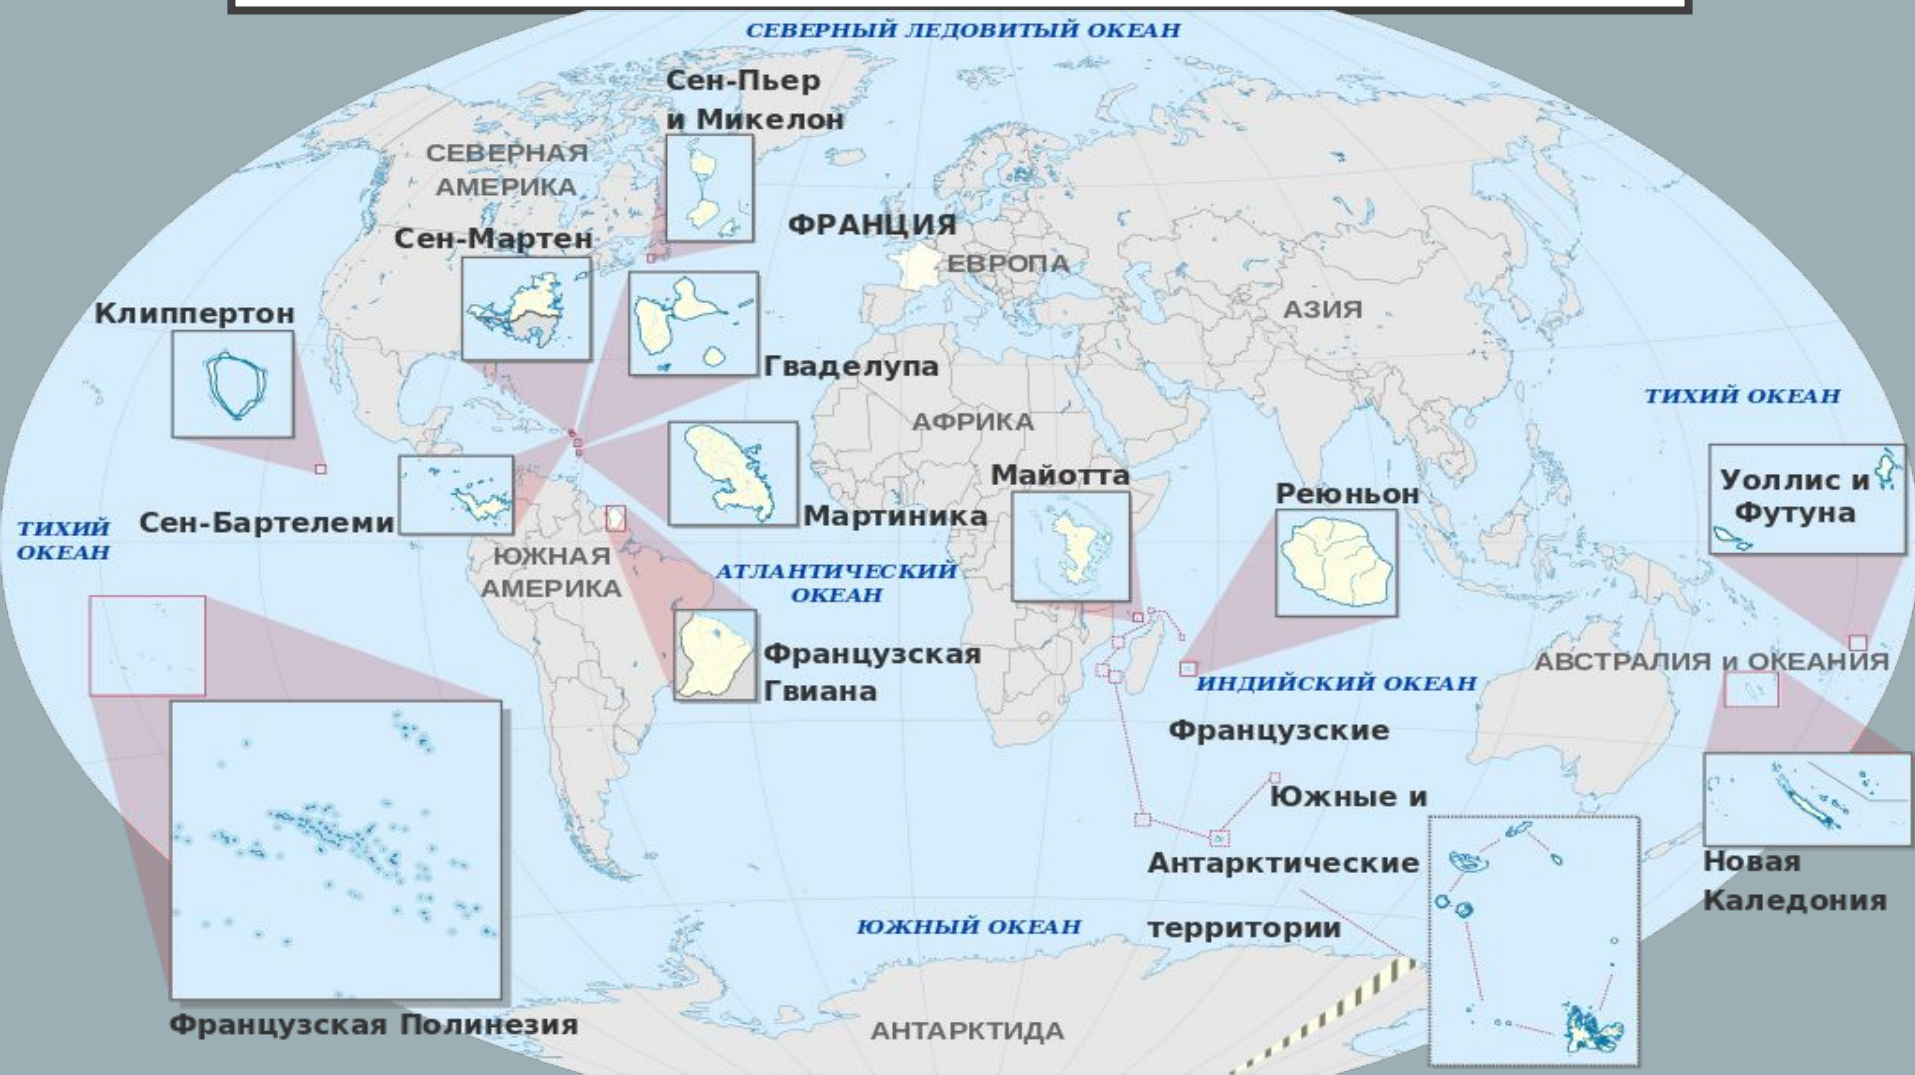 СЕВЕРНЫЙ ЛЕДОВИТЫЙ ОКЕАН
Сен-Пьер
и Микелон
СЕВЕРНАЯ
АМЕРИКА
ФРАНЦИЯ
Сен-Мартен
ЕВРОПА
АЗИЯ
Клиппертон
Гваделупа
ТИХИЙ ОКЕАН
АФРИКА
Майотта
Реюньон
Уоллис и
Футуна
Сен-Бартелеми
Мартиника
ТИХИЙ
ОКЕАН
ЮЖНАЯ
АМЕРИКА
АТЛАНТИЧЕСКИЙ
ОКЕАН
Французская
Гвиана
АВСТРАЛИЯ и ОКЕАНИЯ
ИНДИЙСКИЙ ОКЕАН
Французские
Южные и
Антарктические
территории
Новая
Каледония
ЮЖНЫЙ ОКЕАН
Французская Полинезия
АНТАРКТИДА